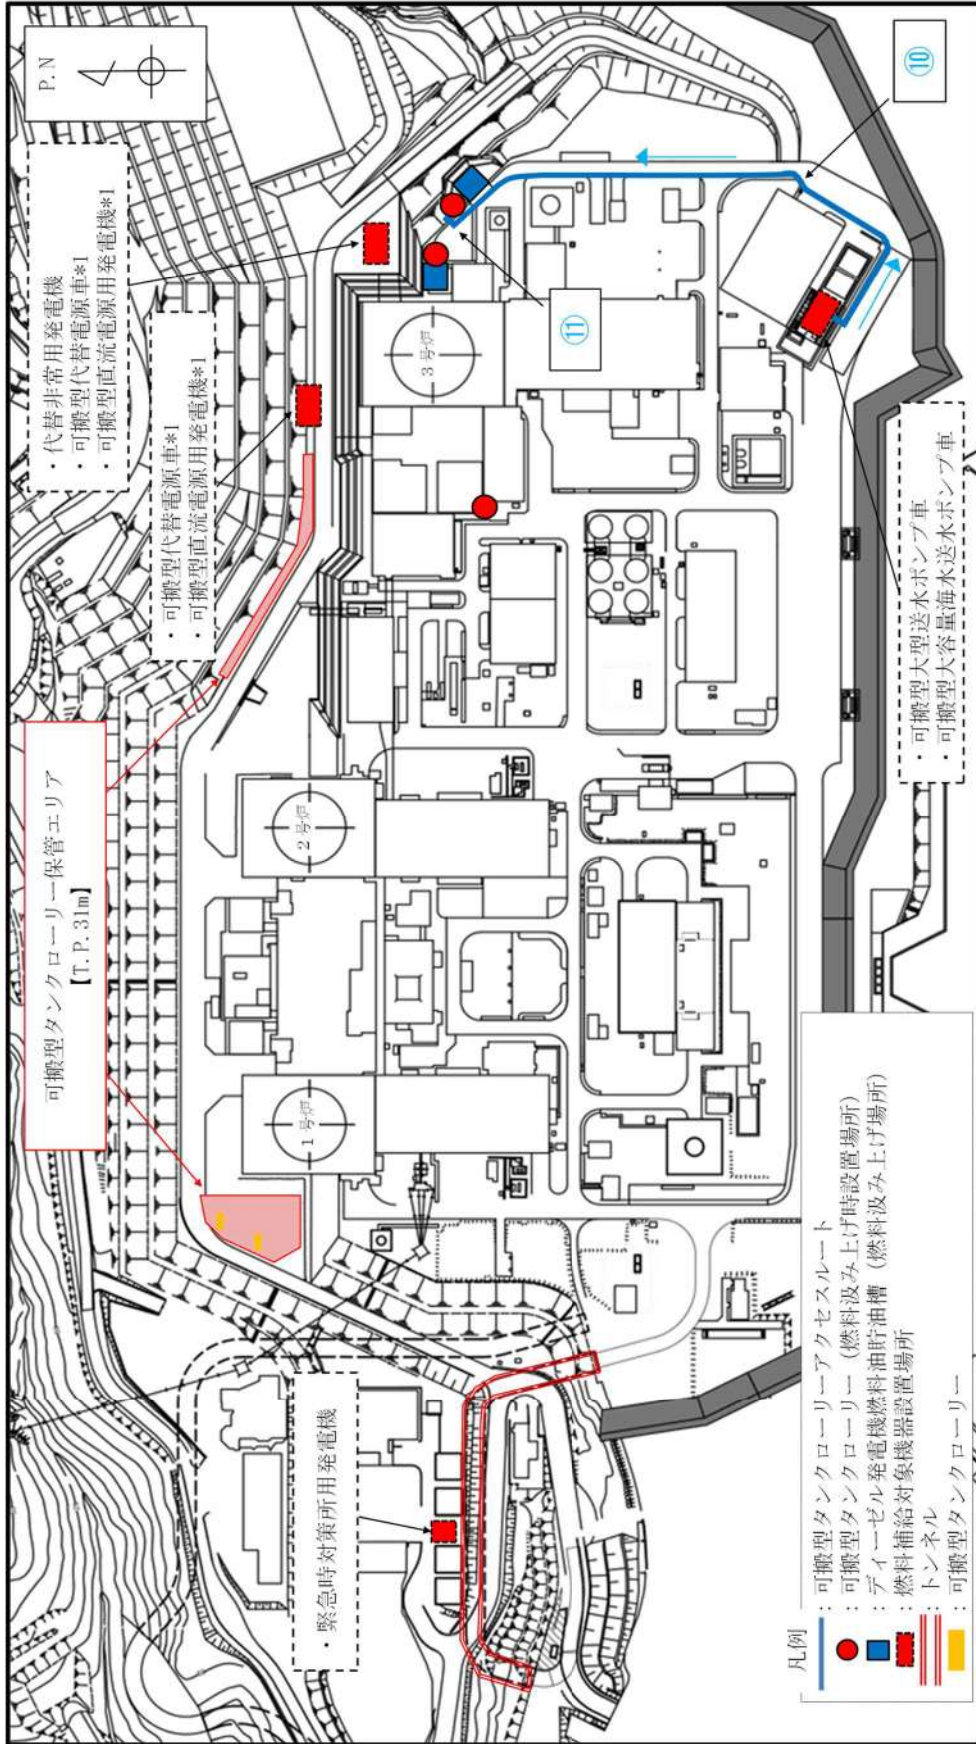 P.N
・代替非常用発電機
・可搬型代替電源車*1
・可搬型直流電源用発電機*1
・可搬型代替電源車*1
・可搬型直流電源用発電機*1
可搬型タンクローリー保管エリア
【T.P.31m】
・緊急時対策所用発電機
1号炉
2号炉
3号炉
⑩
⑪
・可搬型大型送水ポンプ車
・可搬型大容量海水送水ポンプ車
凡例
：可搬型タンクローリーアクセスルート
：可搬型タンクローリー（燃料汲み上げ時設置場所）
：ディーゼル発電機燃料油貯油槽（燃料汲み上げ場所）
：燃料補給対象機器設置場所
：トンネル
：可搬型タンクローリー